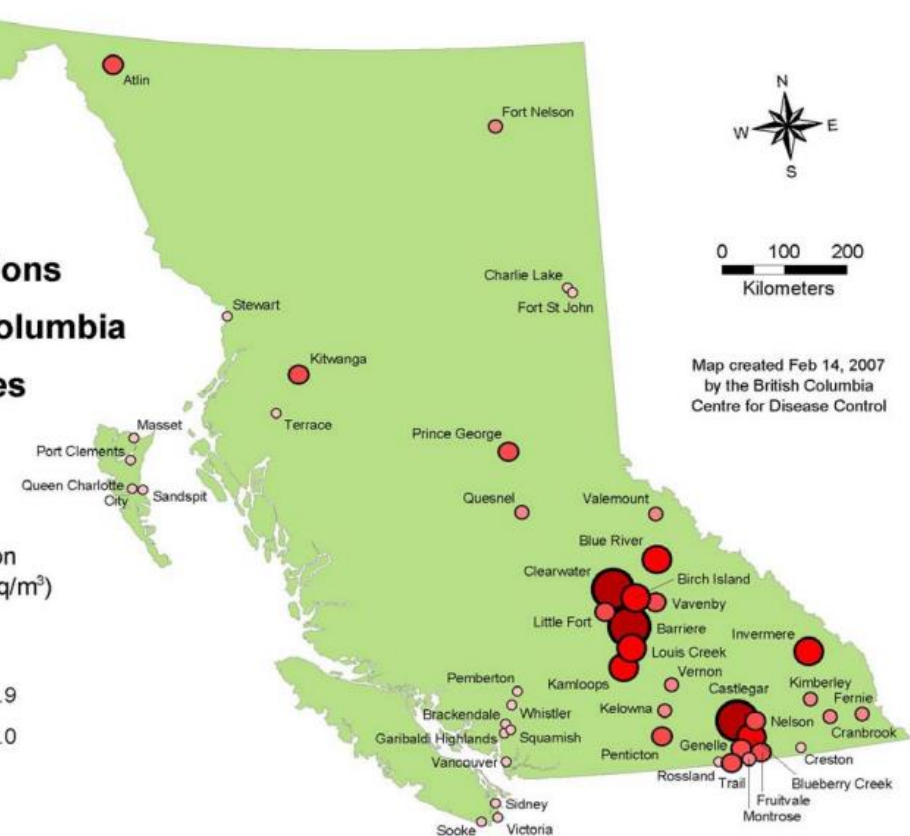 Atlin
Fort Nelson
N
W E
S
0 100 200
Kilometers
Charlie Lake
Fort St John
ons
olumbia
es
Stewart
Kitwanga
Map created Feb 14, 2007
by the British Columbia
Centre for Disease Control
Terrace
Masset
Port Clements
Queen Charlotte
City
Sandspit
Prince George
Quesnel
Valemount
on
q/m³)
Blue River
Clearwater
Birch Island
Vavenby
Little Fort
Barriere
Louis Creek
Invermere
Kamloops
Vernon
.9
.0
Pemberton
Whistler
Brackendale
Squamish
Garibaldi Highlands
Vancouver
Kelowna
Penticton
Castlegar
Kimberley
Fernie
Nelson
Cranbrook
Genelle
Creston
Rossland
Trail
Blueberry Creek
Fruitvale
Montrose
Sidney
Sooke
Victoria